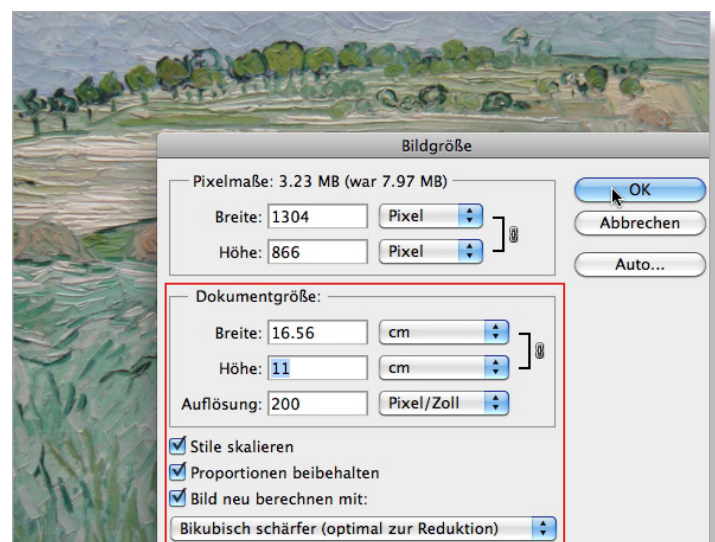 Bildgröße
Pixelmaße: 3.23 MB (war 7.97 MB)
Breite: 1304 Pixel
Höhe: 866 Pixel
OK
Abbrechen
Auto...
Dokumentgröße:
Breite: 16.56 cm
Höhe: 11 cm
Auflösung: 200 Pixel/Zoll
Stile skalieren
Proportionen beibehalten
Bild neu berechnen mit:
Bikubisch schärfer (optimal zur Reduktion)